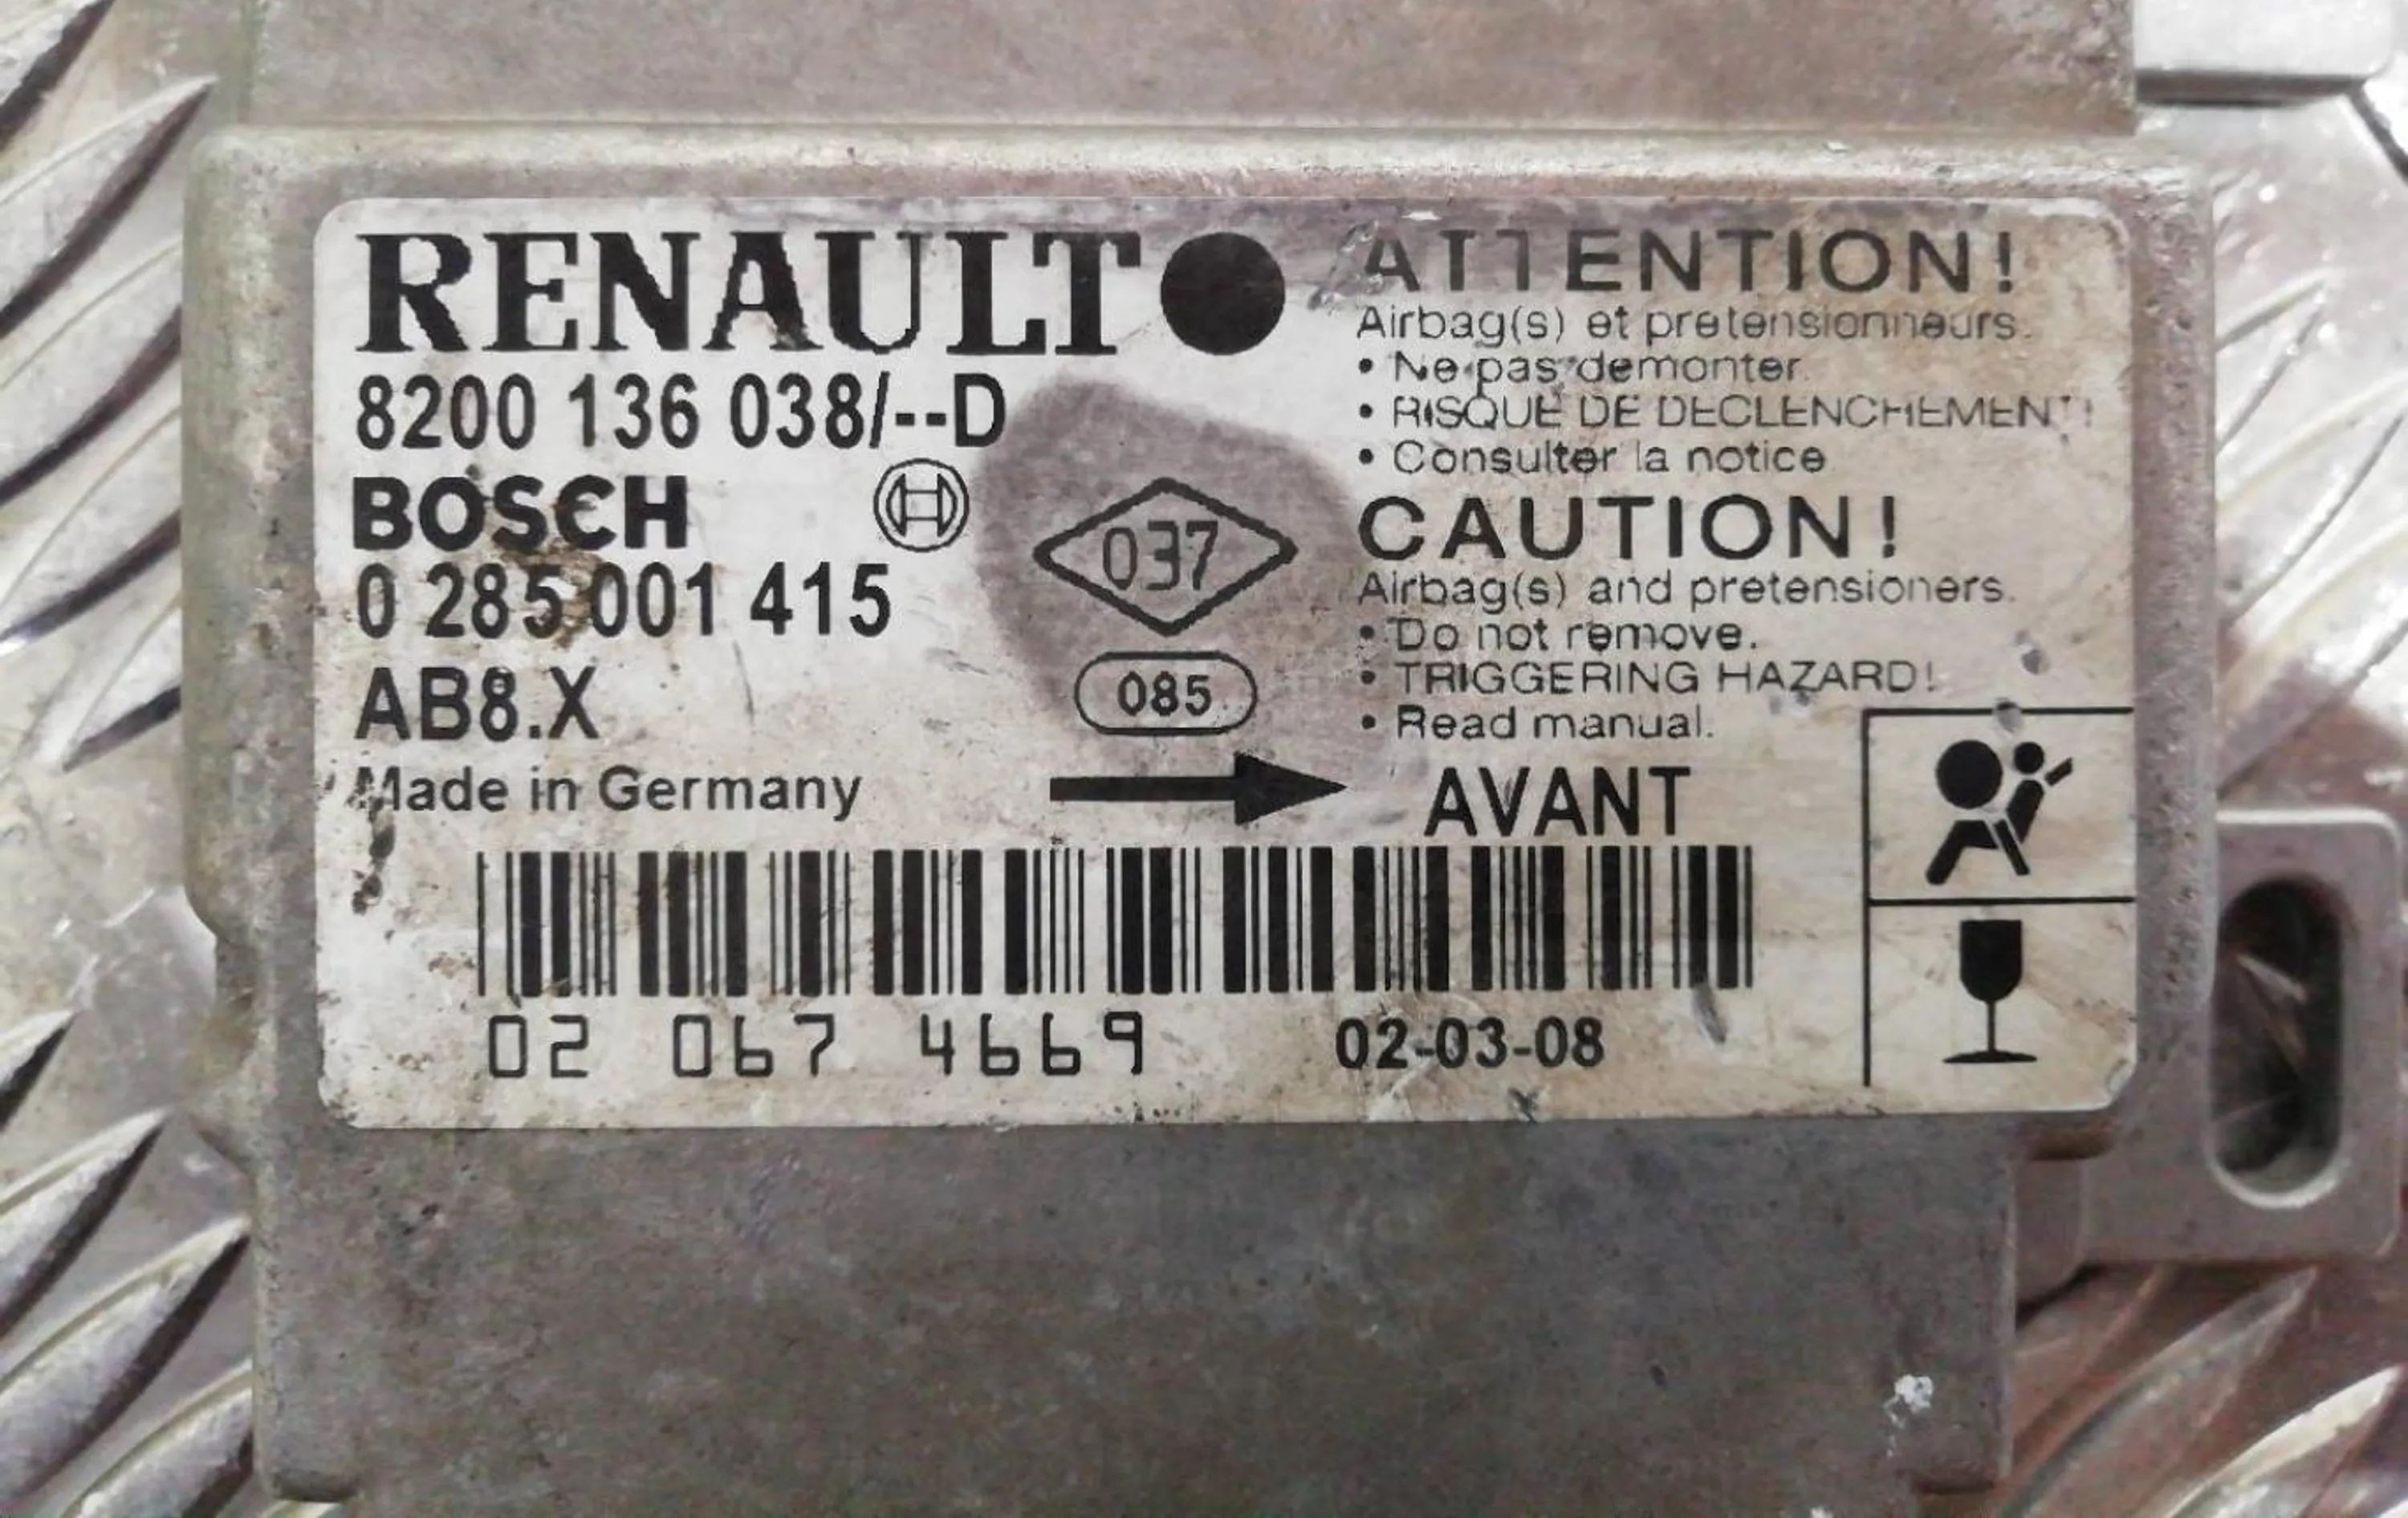 RENAULT
8200 136 038/--D
BOSCH
0 285 001 415
AB8.X
Made in Germany
037
085
ATTENTION!
Airbag(s) et pretensionneurs.
• Ne pas demonter.
• RISQUE DE DECLENCHEMENT!
• Consulter la notice
CAUTION!
Airbag(s) and pretensioners.
• Do not remove.
• TRIGGERING HAZARD!
• Read manual.
AVANT
02 067 4669
02-03-08